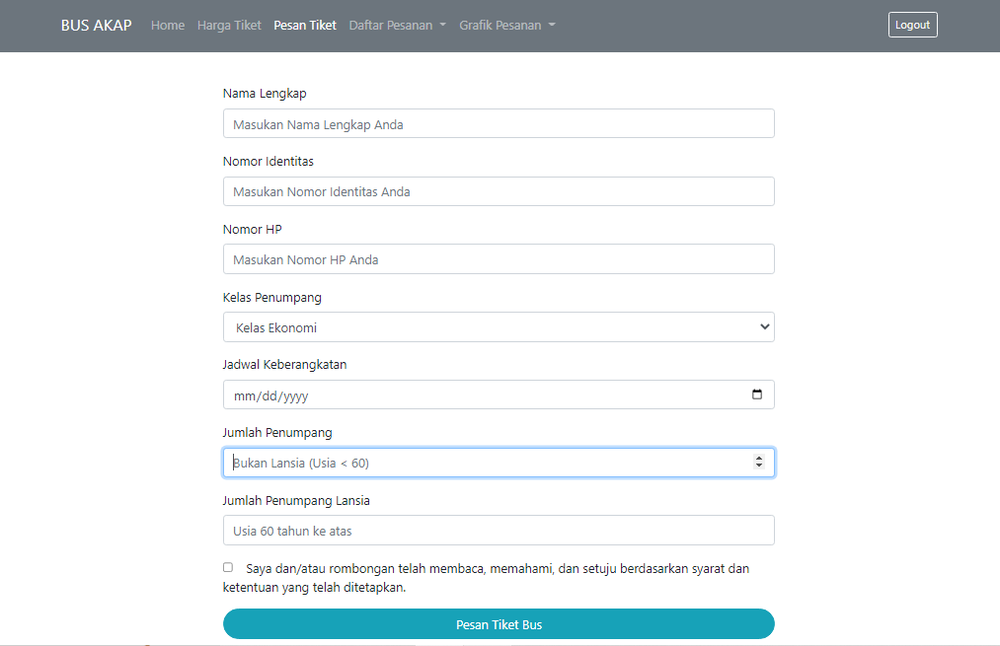 BUS AKAP Home Harga Tiket Pesan Tiket Daftar Pesanan Grafik Pesanan Logout
Nama Lengkap
Masukan Nama Lengkap Anda
Nomor Identitas
Masukan Nomor Identitas Anda
Nomor HP
Masukan Nomor HP Anda
Kelas Penumpang
Kelas Ekonomi
Jadwal Keberangkatan
mm/dd/yyyy
Jumlah Penumpang
Bukan Lansia (Usia < 60)
Jumlah Penumpang Lansia
Usia 60 tahun ke atas
Saya dan/atau rombongan telah membaca, memahami, dan setuju berdasarkan syarat dan
ketentuan yang telah ditetapkan.
Pesan Tiket Bus